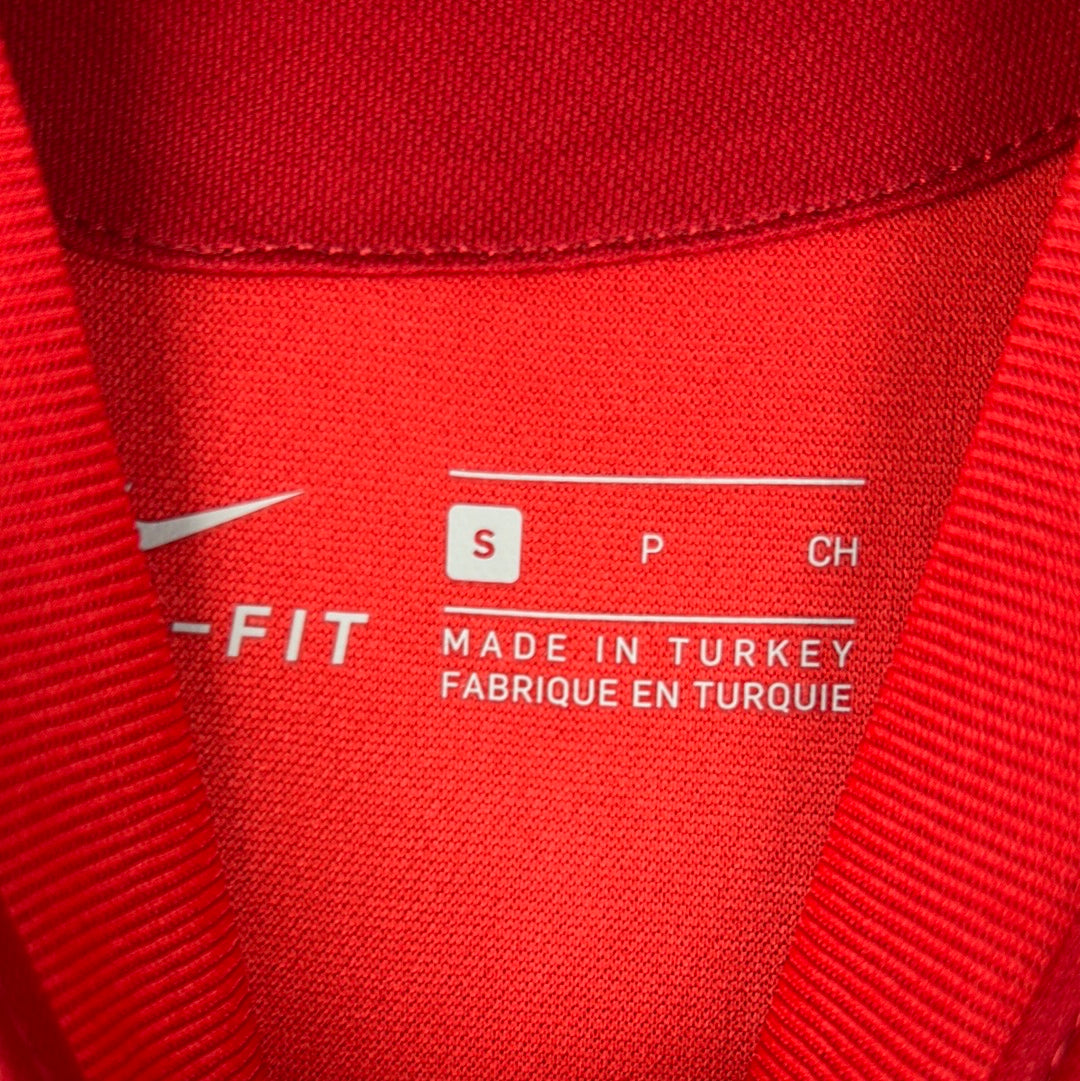 S P CH
-FIT
MADE IN TURKEY
FABRIQUE EN TURQUIE